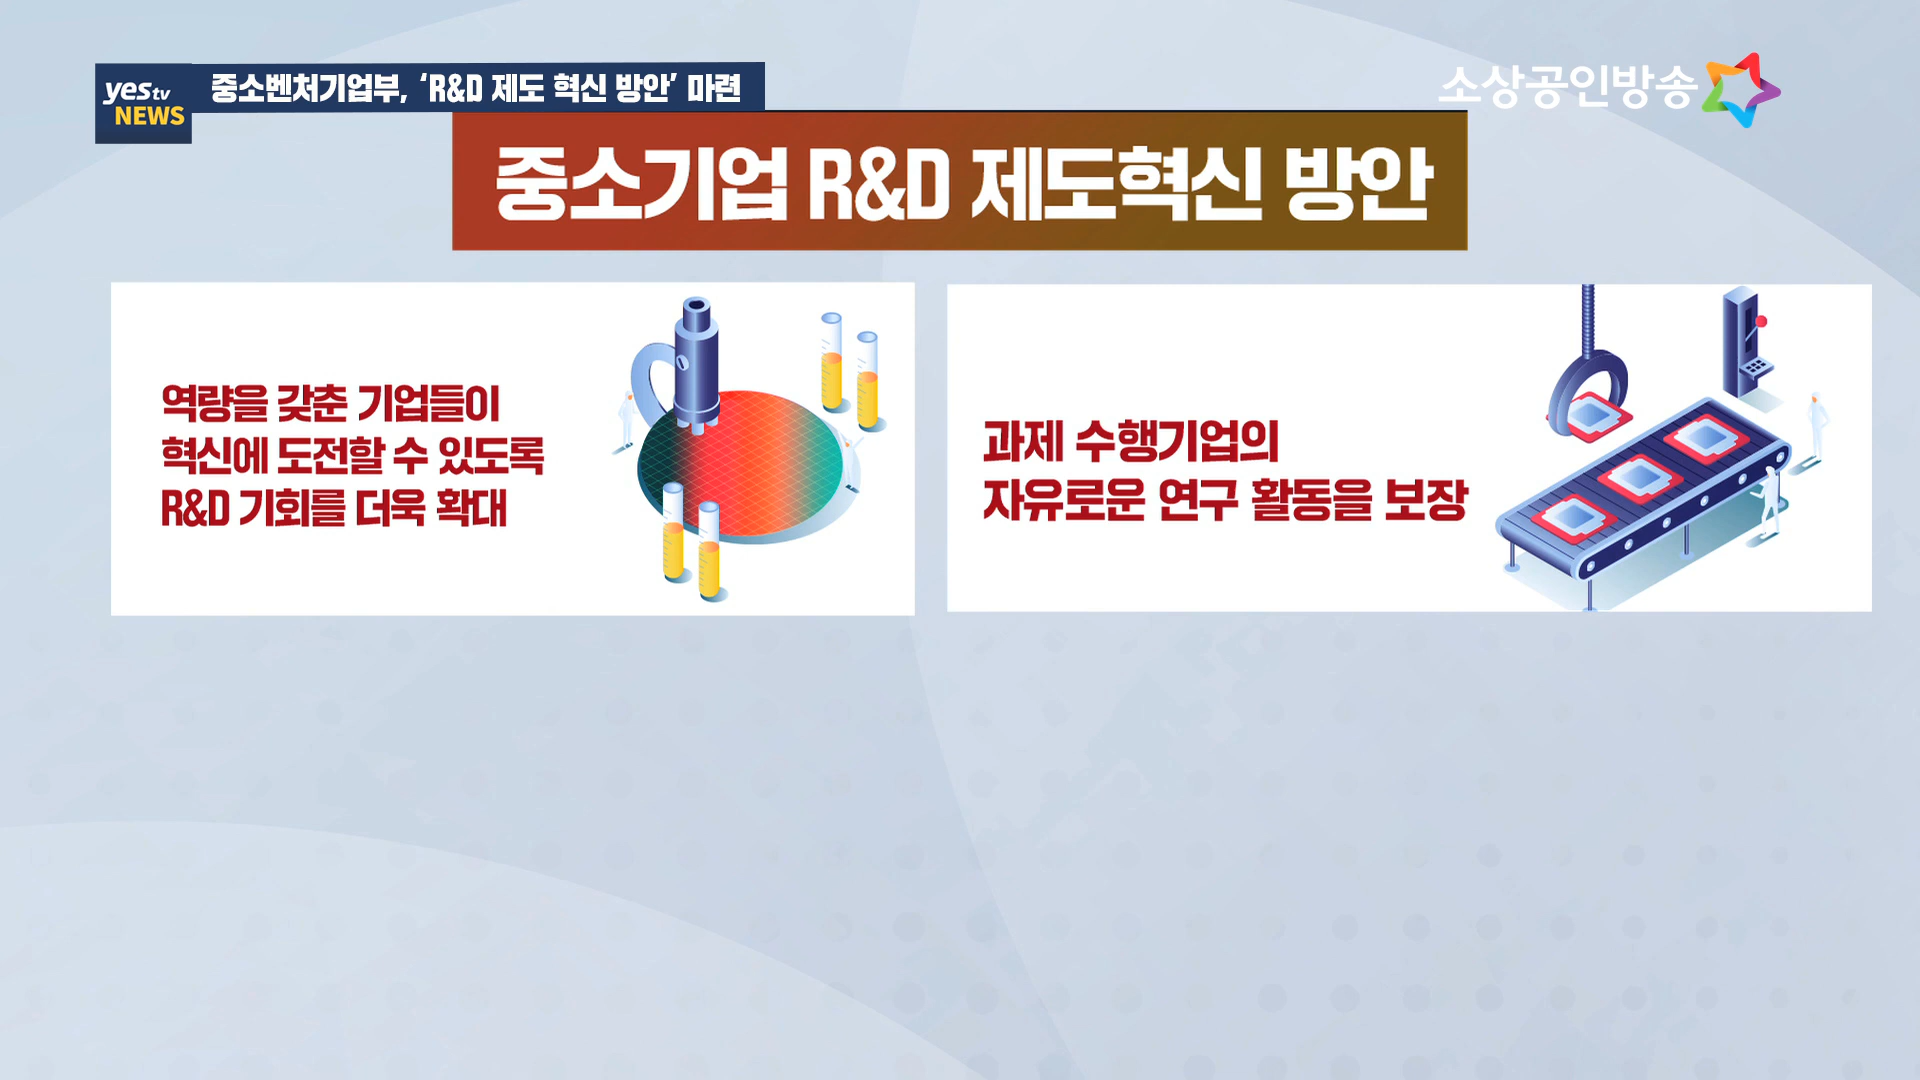 yes tv
NEWS
중소벤처기업부, ‘R&D 제도 혁신 방안’ 마련
소상공인방송
중소기업 R&D 제도혁신 방안
역량을 갖춘 기업들이
혁신에 도전할 수 있도록
R&D 기회를 더욱 확대
과제 수행기업의
자유로운 연구 활동을 보장